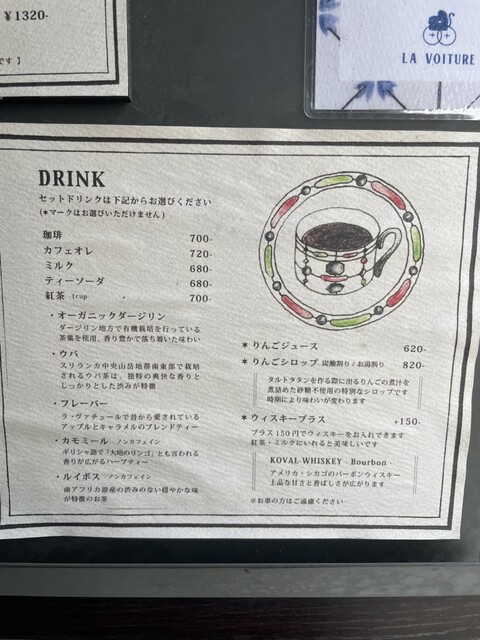 ¥1320-
です 】
LA VOITURE
DRINK
セットドリンクは下記からお選びください
(＊マークはお選びいただけません)
珈琲 700-
カフェオレ 720-
ミルク 680-
ティーソーダ 680-
紅茶 1cup 700-
・オーガニックダージリン
ダージリン地方で有機栽培を行っている
茶葉を使用、香り豊かで落ち着いた味わい
・ウバ
スリランカ中央山岳地帯南東部で栽培
されるウバ茶は、独特の爽快な香りと
しっかりとした渋みが特徴
・フレーバー
ラ・ヴァチュールで昔から愛されている
アップルとキャラメルのブレンドティー
・カモミール ノンカフェイン
ギリシャ語で「大地のリンゴ」とも言われる
香りが広がるハーブティー
・ルイボス ノンカフェイン
南アフリカ原産の渋みのない穏やかな味
が特徴のお茶
＊りんごジュース 620-
＊りんごシロップ 炭酸割り / お湯割り 820-
タルトタタンを作る際に出るりんごの煮汁を
煮詰めた砂糖不使用の特別なシロップです
時期により味わいが変わります
＊ウィスキープラス +150-
プラス150円でウィスキーをお入れできます
紅茶・ミルクにいれると美味しいです
KOVAL WHISKEY - Bourbon -
アメリカ・シカゴのバーボンウィスキー
上品な甘さと香ばしさが広がります
※お車の方はご遠慮ください